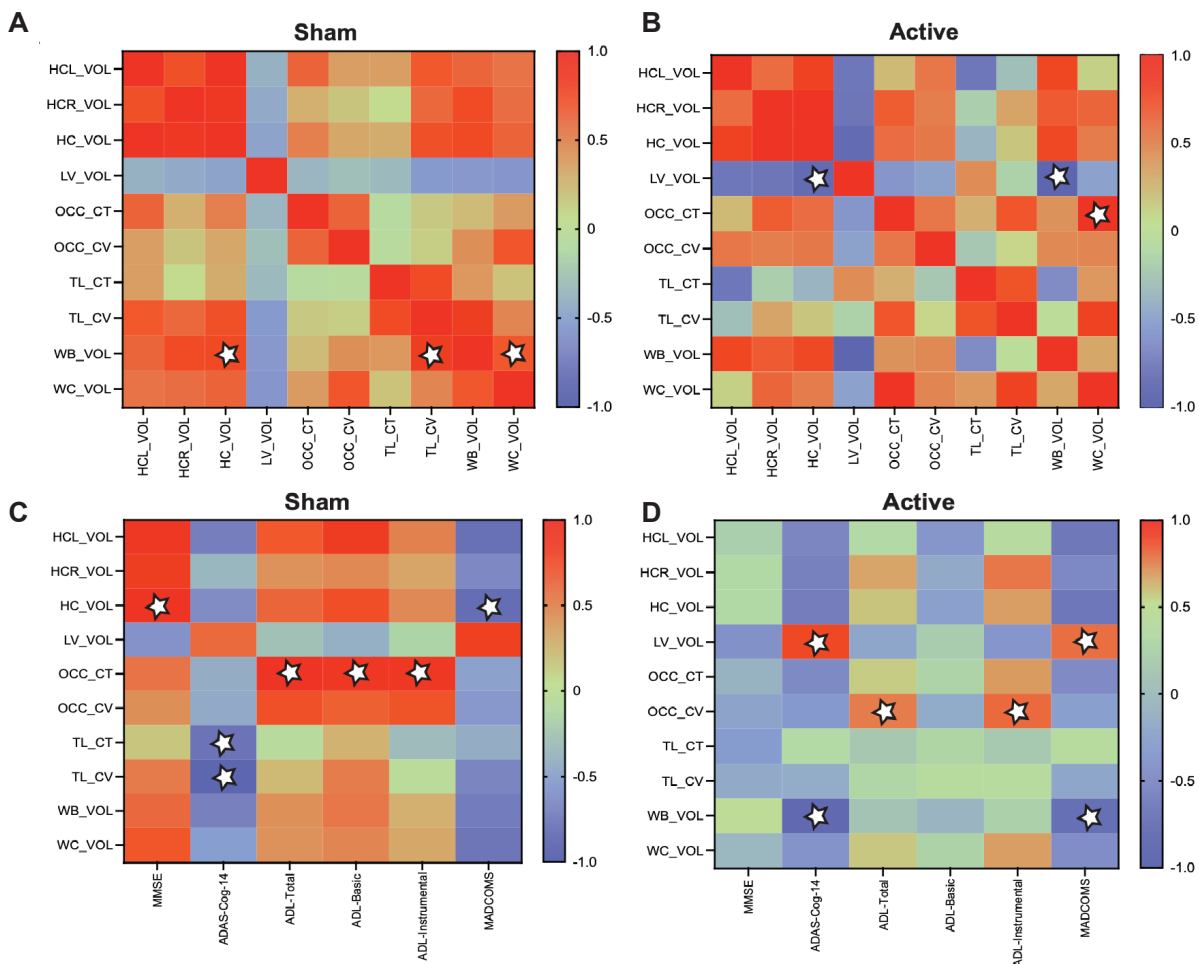 A
Sham
HCL_VOL
HCR_VOL
HC_VOL
LV_VOL
OCC_CT
OCC_CV
TL_CT
TL_CV
WB_VOL
WC_VOL
HCL_VOL
HCR_VOL
HC_VOL
LV_VOL
OCC_CT
OCC_CV
TL_CT
TL_CV
WB_VOL
WC_VOL
1.0
0.5
0
-0.5
-1.0
B
Active
HCL_VOL
HCR_VOL
HC_VOL
LV_VOL
OCC_CT
OCC_CV
TL_CT
TL_CV
WB_VOL
WC_VOL
HCL_VOL
HCR_VOL
HC_VOL
LV_VOL
OCC_CT
OCC_CV
TL_CT
TL_CV
WB_VOL
WC_VOL
1.0
0.5
0
-0.5
-1.0
C
Sham
HCL_VOL
HCR_VOL
HC_VOL
LV_VOL
OCC_CT
OCC_CV
TL_CT
TL_CV
WB_VOL
WC_VOL
MMSE
ADAS-Cog-14
ADL-Total
ADL-Basic
ADL-Instrumental
MADCOMS
1.0
0.5
0
-0.5
-1.0
D
Active
HCL_VOL
HCR_VOL
HC_VOL
LV_VOL
OCC_CT
OCC_CV
TL_CT
TL_CV
WB_VOL
WC_VOL
MMSE
ADAS-Cog-14
ADL-Total
ADL-Basic
ADL-Instrumental
MADCOMS
1.0
0.5
0
-0.5
-1.0